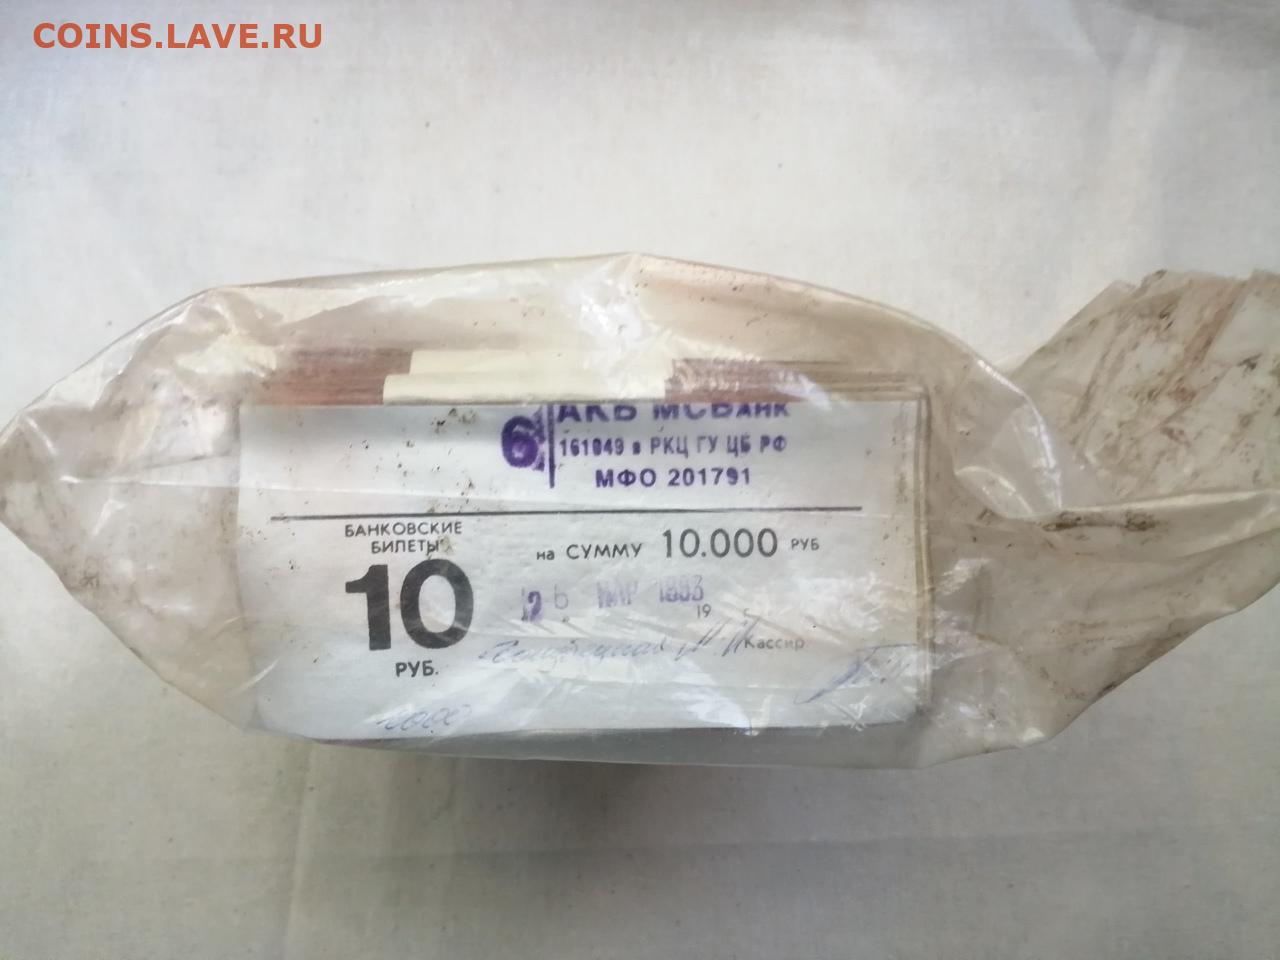 COINS.LAVE.RU
6 АКБ МСБАНК
161049 в РКЦ ГУ ЦБ РФ
МФО 201791
БАНКОВСКИЕ
БИЛЕТЫ
на СУММУ 10.000 РУБ
10
26 МАР 1993
19
Кассир
РУБ.